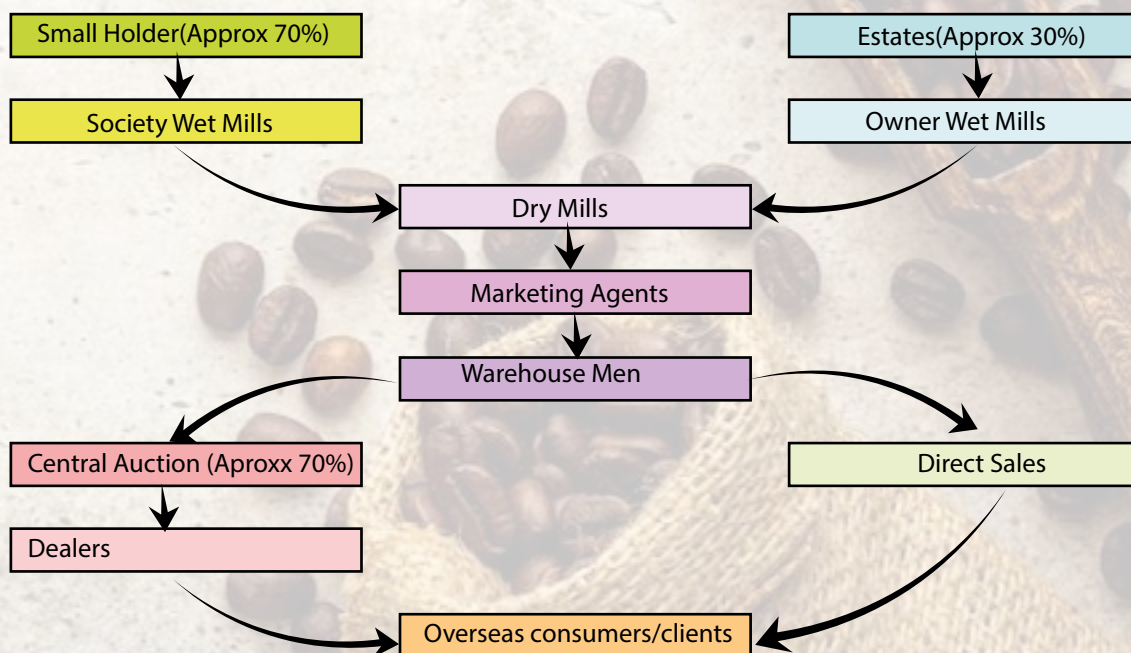 Small Holder(Approx 70%)
Estates(Approx 30%)
Society Wet Mills
Owner Wet Mills
Dry Mills
Marketing Agents
Warehouse Men
Central Auction (Aproxx 70%)
Direct Sales
Dealers
Overseas consumers/clients